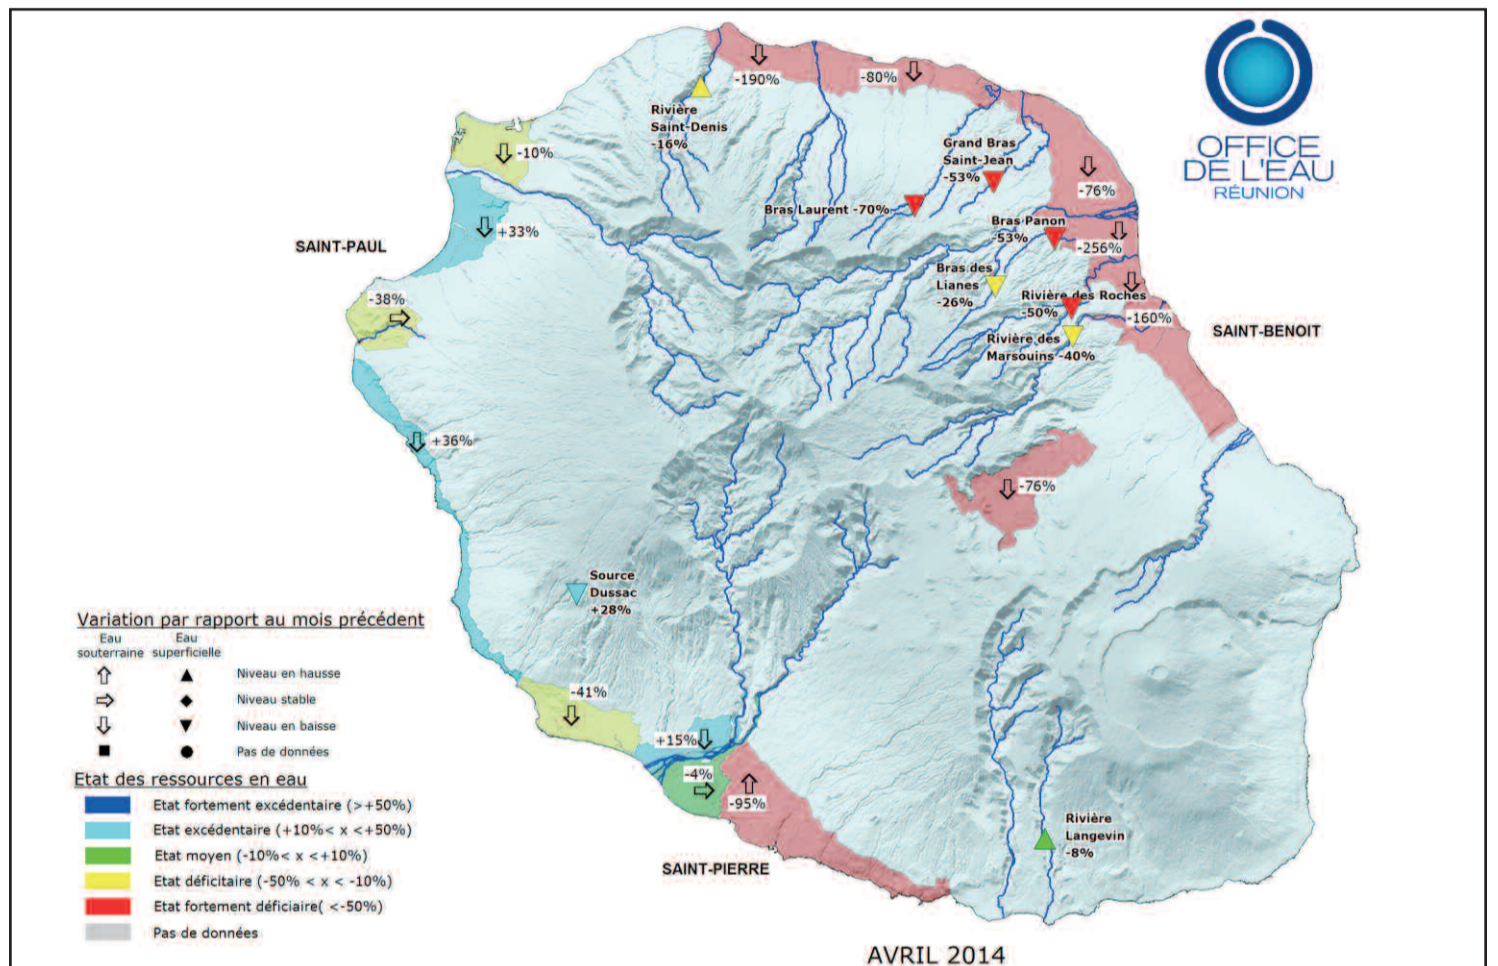 OFFICE
DE L'EAU
RÉUNION
-190%
-80%
Rivière
Saint-Denis
-16%
-10%
Grand Bras
Saint-Jean
-53%
-76%
Bras Laurent -70%
+33%
SAINT-PAUL
Bras Panon
-53%
-256%
Bras des
Lianes
-26%
Rivière des Roches
-50%
-160%
-38%
SAINT-BENOIT
Rivière des
Marsouins -40%
+36%
-76%
Source
Dussac
+28%
Variation par rapport au mois précédent
Eau
souterraine
Eau
superficielle
Niveau en hausse
Niveau stable
Niveau en baisse
Pas de données
-41%
+15%
-4%
-95%
Etat des ressources en eau
Etat fortement excédentaire (>+50%)
Etat excédentaire (+10%< x <+50%)
Etat moyen (-10%< x <+10%)
Etat déficitaire (-50% < x < -10%)
Etat fortement déficiaire( <-50%)
Pas de données
Rivière
Langevin
-8%
SAINT-PIERRE
AVRIL 2014